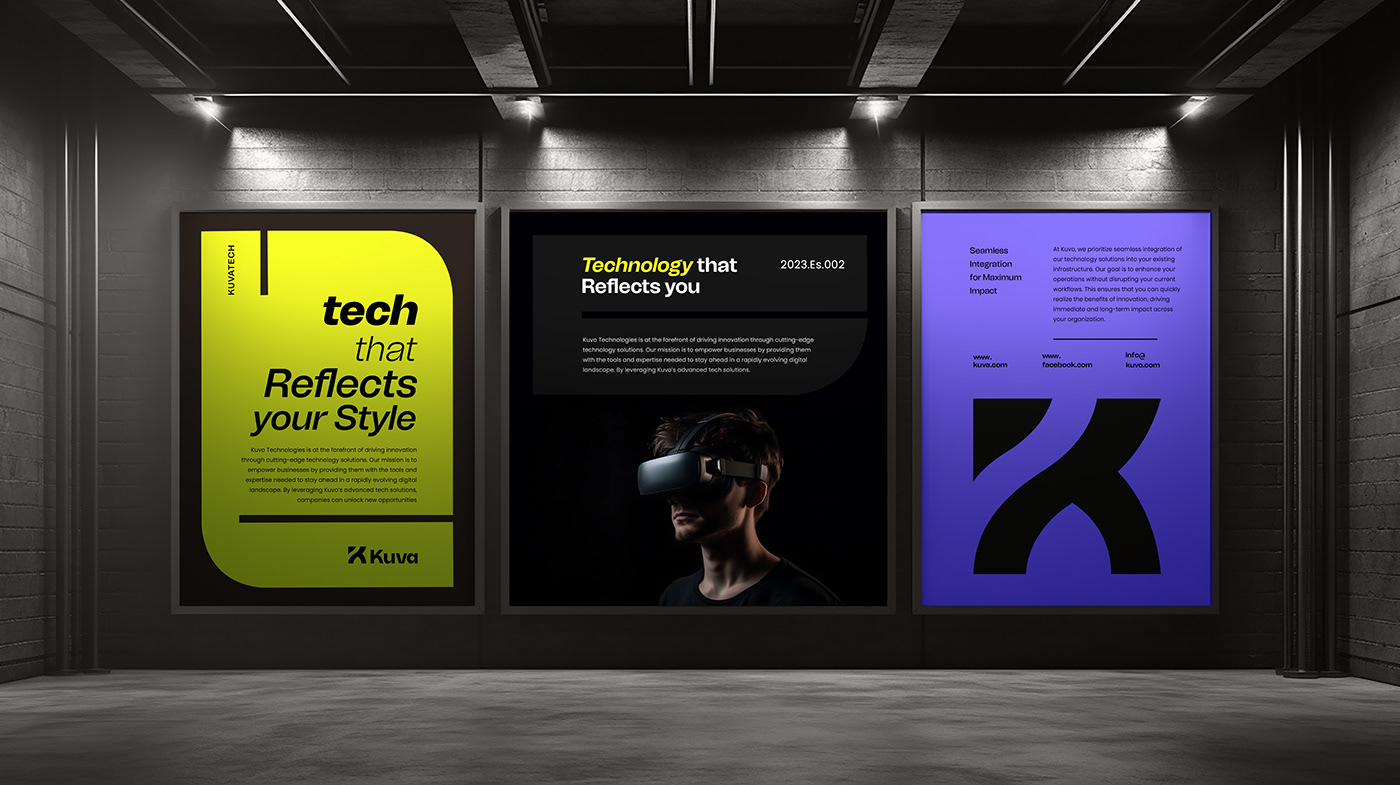 KUVATECH
tech
that
Reflects
your Style
Kuvo Technologies is at the forefront of driving innovation
through cutting-edge technology solutions. Our mission is to
empower businesses by providing them with the tools and
expertise needed to stay ahead in a rapidly evolving digital
landscape. By leveraging Kuvo's advanced tech solutions,
companies can unlock new opportunities
Kuva
Technology that
Reflects you
2023.Es.002
Kuvo Technologies is at the forefront of driving innovation through cutting-edge
technology solutions. Our mission is to empower businesses by providing them
with the tools and expertise needed to stay ahead in a rapidly evolving digital
landscape. By leveraging Kuvo's advanced tech solutions.
Seamless
Integration
for Maximum
Impact
At Kuvo, we prioritize seamless integration of
our technology solutions into your existing
infrastructure. Our goal is to enhance your
operations without disrupting your current
workflows. This ensures that you can quickly
realize the benefits of innovation, driving
immediate and long-term impact across
your organization.
www.
kuva.com
www.
facebook.com
info@
kuvo.com